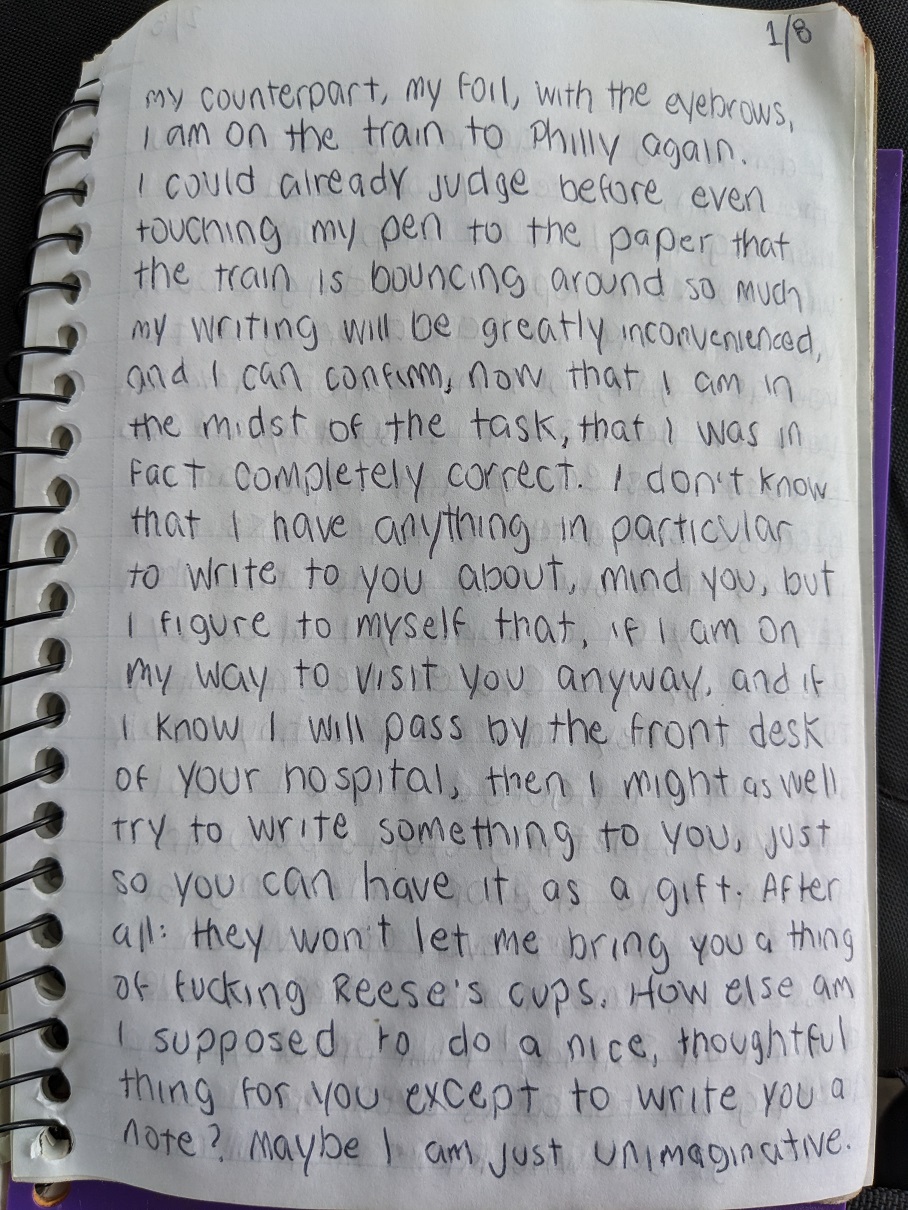 1/8
my counterpart, my foil, with the eyebrows,
I am on the train to Philly again.
I could already judge before even
touching my pen to the paper that
the train is bouncing around so much
my writing will be greatly inconvenienced,
and I can confirm, now that I am in
the midst of the task, that I was in
fact completely correct. I don't know
that I have anything in particular
to write to you about, mind you, but
I figure to myself that, if I am on
my way to visit you anyway, and if
I know I will pass by the front desk
of your hospital, then I might as well
try to write something to you, just
so you can have it as a gift. After
all: they won't let me bring you a thing
of fucking Reese's cups. How else am
I supposed to do a nice, thoughtful
thing for you except to write you a
note? Maybe I am just unimaginative.